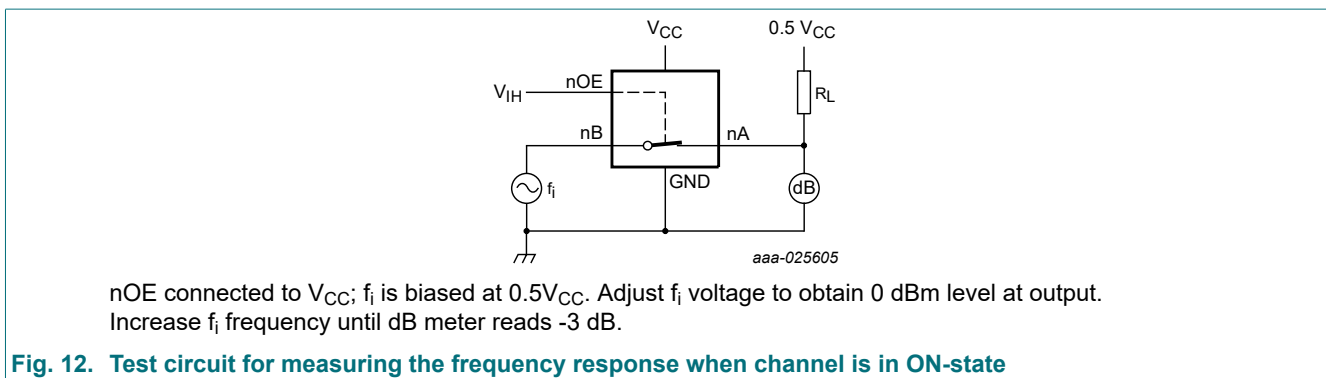 V_CC
0.5 V_CC
V_IH
nOE
R_L
nB
nA
f_i
GND
dB
aaa-025605
nOE connected to V_CC; f_i is biased at 0.5V_CC. Adjust f_i voltage to obtain 0 dBm level at output.
Increase f_i frequency until dB meter reads -3 dB.
Fig. 12. Test circuit for measuring the frequency response when channel is in ON-state